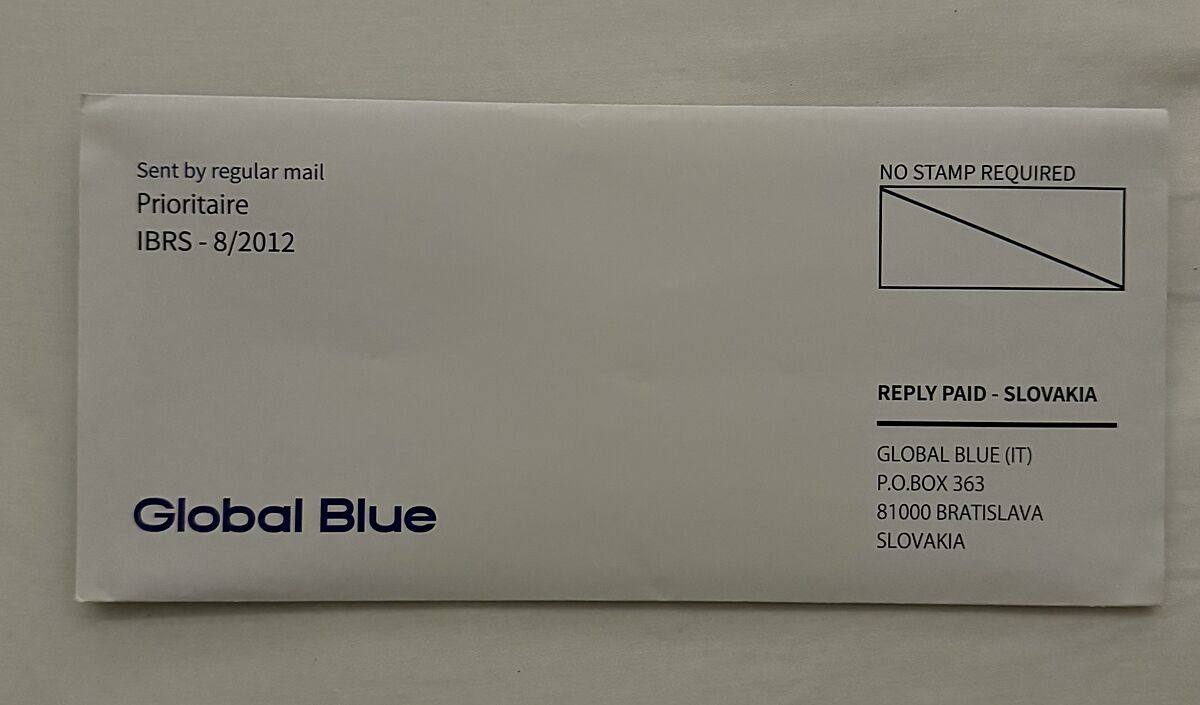 Sent by regular mail
Prioritaire
IBRS - 8/2012
NO STAMP REQUIRED
REPLY PAID - SLOVAKIA
GLOBAL BLUE (IT)
P.O.BOX 363
81000 BRATISLAVA
SLOVAKIA
Global Blue